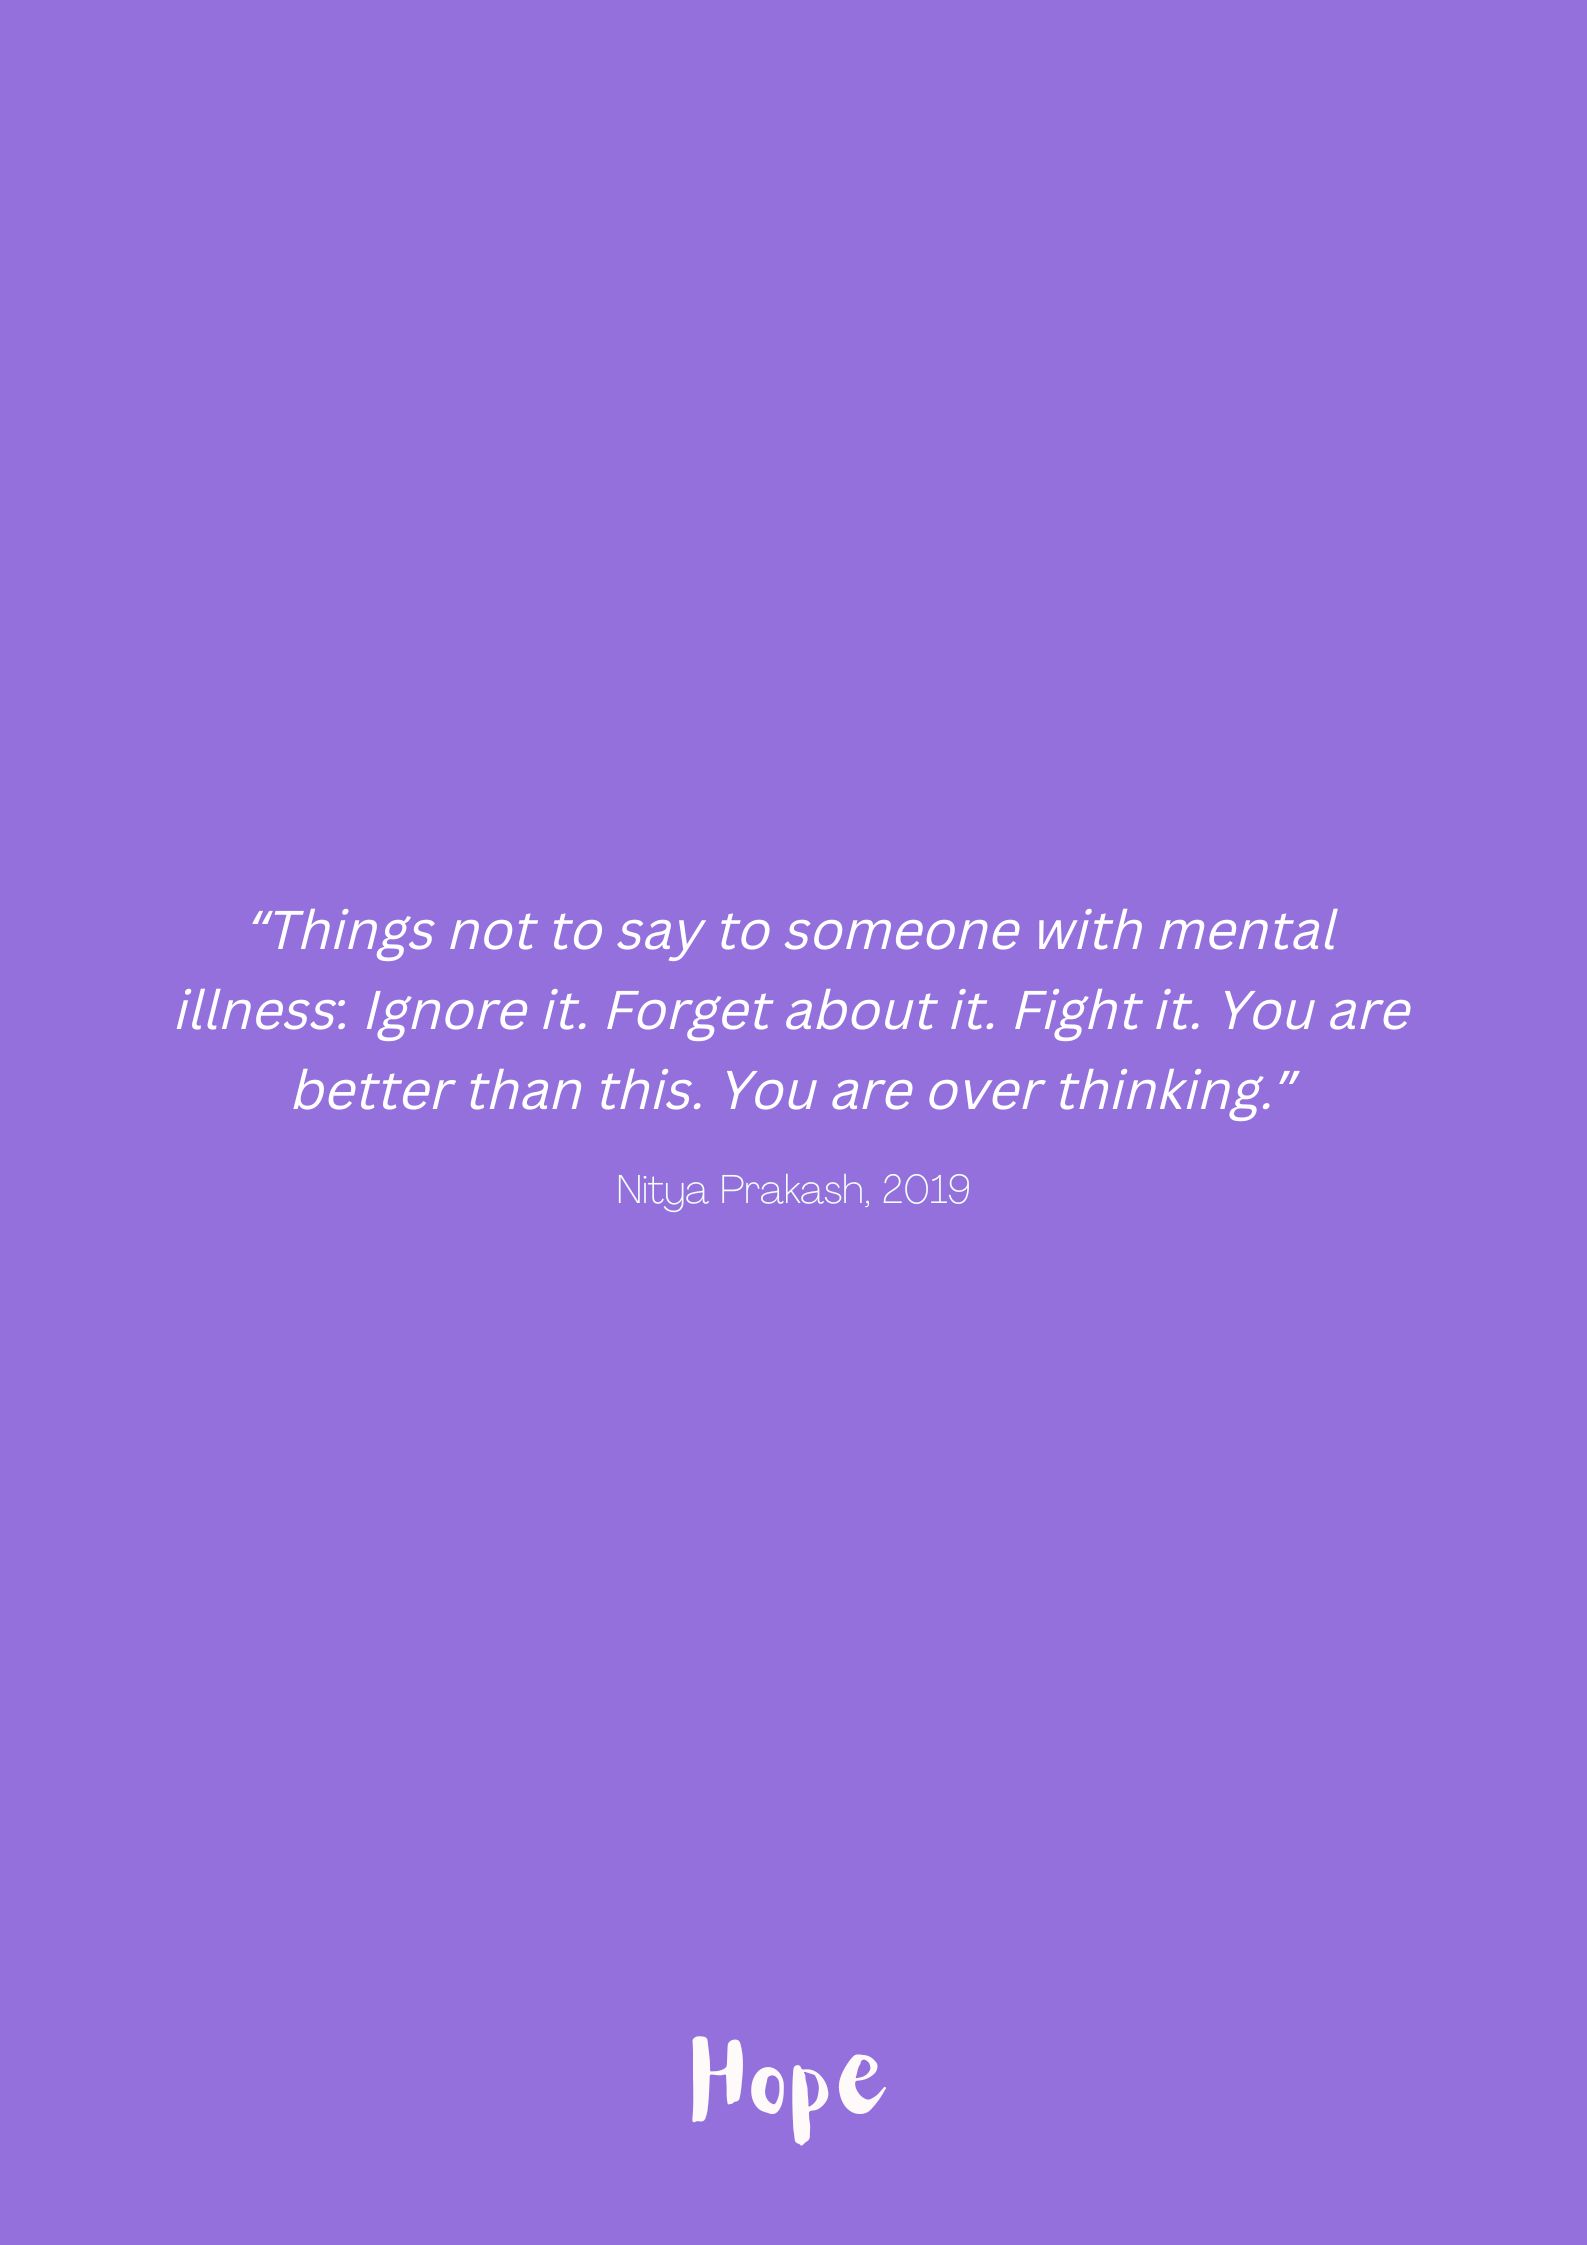 “Things not to say to someone with mental
illness: Ignore it. Forget about it. Fight it. You are
better than this. You are over thinking.”
Nitya Prakash, 2019
Hope